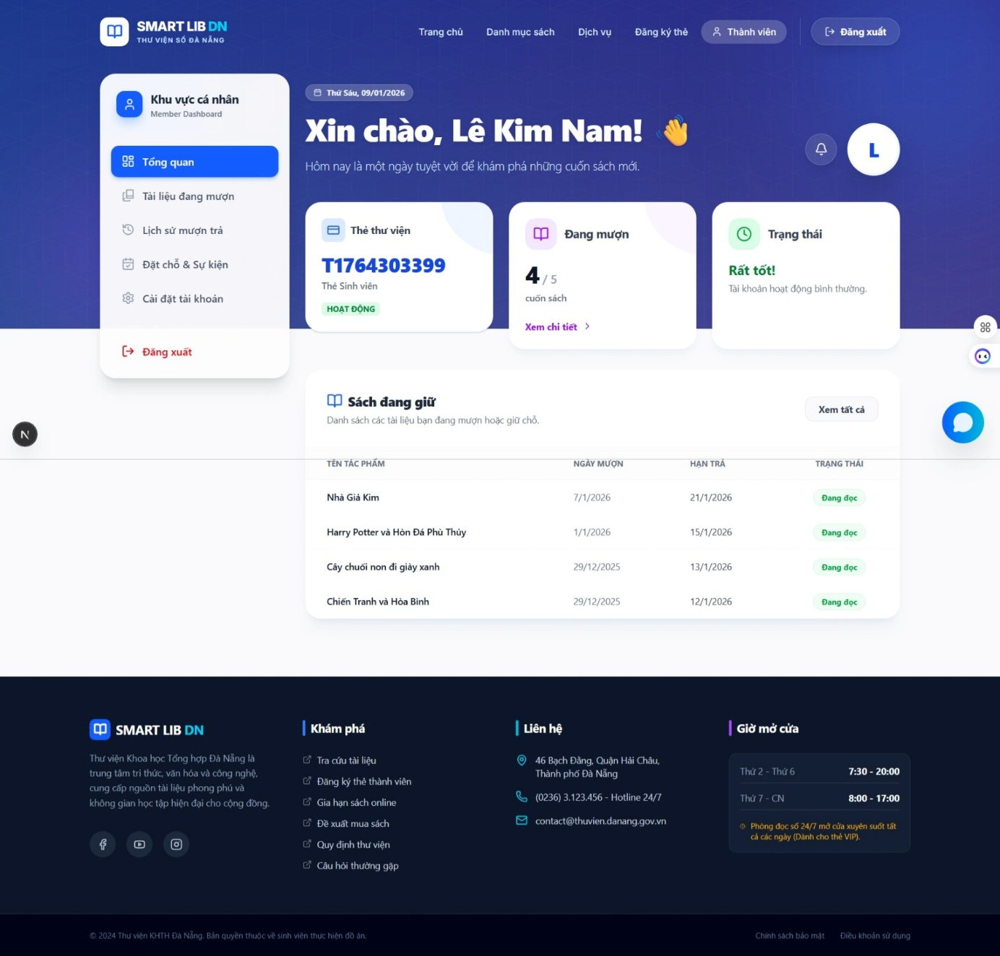 SMART LIB DN
THƯ VIỆN SỐ ĐÀ NẴNG
Trang chủ
Danh mục sách
Dịch vụ
Đăng ký thẻ
Thành viên
Đăng xuất
Khu vực cá nhân
Member Dashboard
Tổng quan
Tài liệu đang mượn
Lịch sử mượn trả
Đặt chỗ & Sự kiện
Cài đặt tài khoản
Đăng xuất
Thứ Sáu, 09/01/2026
Xin chào, Lê Kim Nam! 👋
Hôm nay là một ngày tuyệt vời để khám phá những cuốn sách mới.
L
Thẻ thư viện
T1764303399
Thẻ Sinh viên
HOẠT ĐỘNG
Đang mượn
4 / 5
cuốn sách
Xem chi tiết
Trạng thái
Rất tốt!
Tài khoản hoạt động bình thường.
Sách đang giữ
Danh sách các tài liệu bạn đang mượn hoặc giữ chỗ.
Xem tất cả
N
TÊN TÁC PHẨM NGÀY MƯỢN HẠN TRẢ TRẠNG THÁI
Nhà Giả Kim 7/1/2026 21/1/2026 Đang đọc
Harry Potter và Hòn Đá Phù Thủy 1/1/2026 15/1/2026 Đang đọc
Cây chuối non đi giày xanh 29/12/2025 13/1/2026 Đang đọc
Chiến Tranh và Hòa Bình 29/12/2025 12/1/2026 Đang đọc
SMART LIB DN
Thư viện Khoa học Tổng hợp Đà Nẵng là
trung tâm tri thức, văn hóa và công nghệ,
cung cấp nguồn tài liệu phong phú và
không gian học tập hiện đại cho cộng đồng.
Khám phá
Tra cứu tài liệu
Đăng ký thẻ thành viên
Gia hạn sách online
Đề xuất mua sách
Quy định thư viện
Câu hỏi thường gặp
Liên hệ
46 Bạch Đằng, Quận Hải Châu,
Thành phố Đà Nẵng
(0236) 3.123.456 - Hotline 24/7
contact@thuvien.danang.gov.vn
Giờ mở cửa
Thứ 2 - Thứ 6 7:30 - 20:00
Thứ 7 - CN 8:00 - 17:00
Phòng đọc số 24/7 mở cửa xuyên suốt tất
cả các ngày (Dành cho thẻ VIP).
© 2024 Thư viện KHTH Đà Nẵng. Bản quyền thuộc về sinh viên thực hiện đồ án.
Chính sách bảo mật
Điều khoản sử dụng